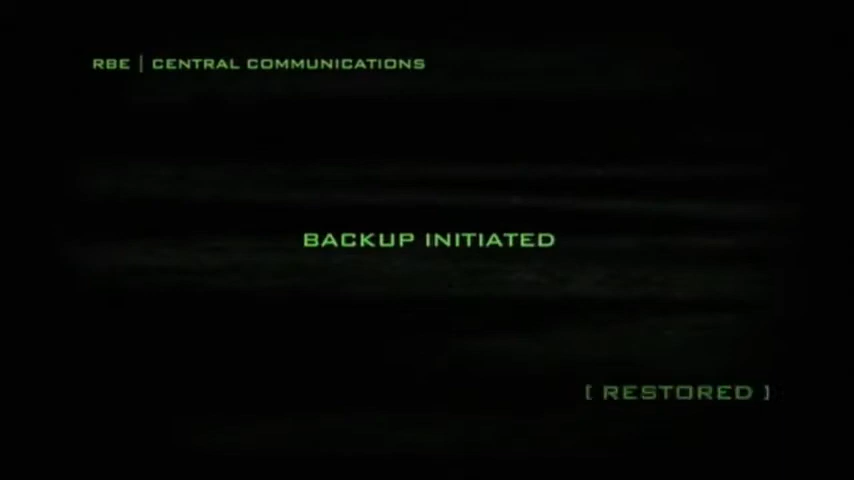 RBE | CENTRAL COMMUNICATIONS
BACKUP INITIATED
[ RESTORED ]